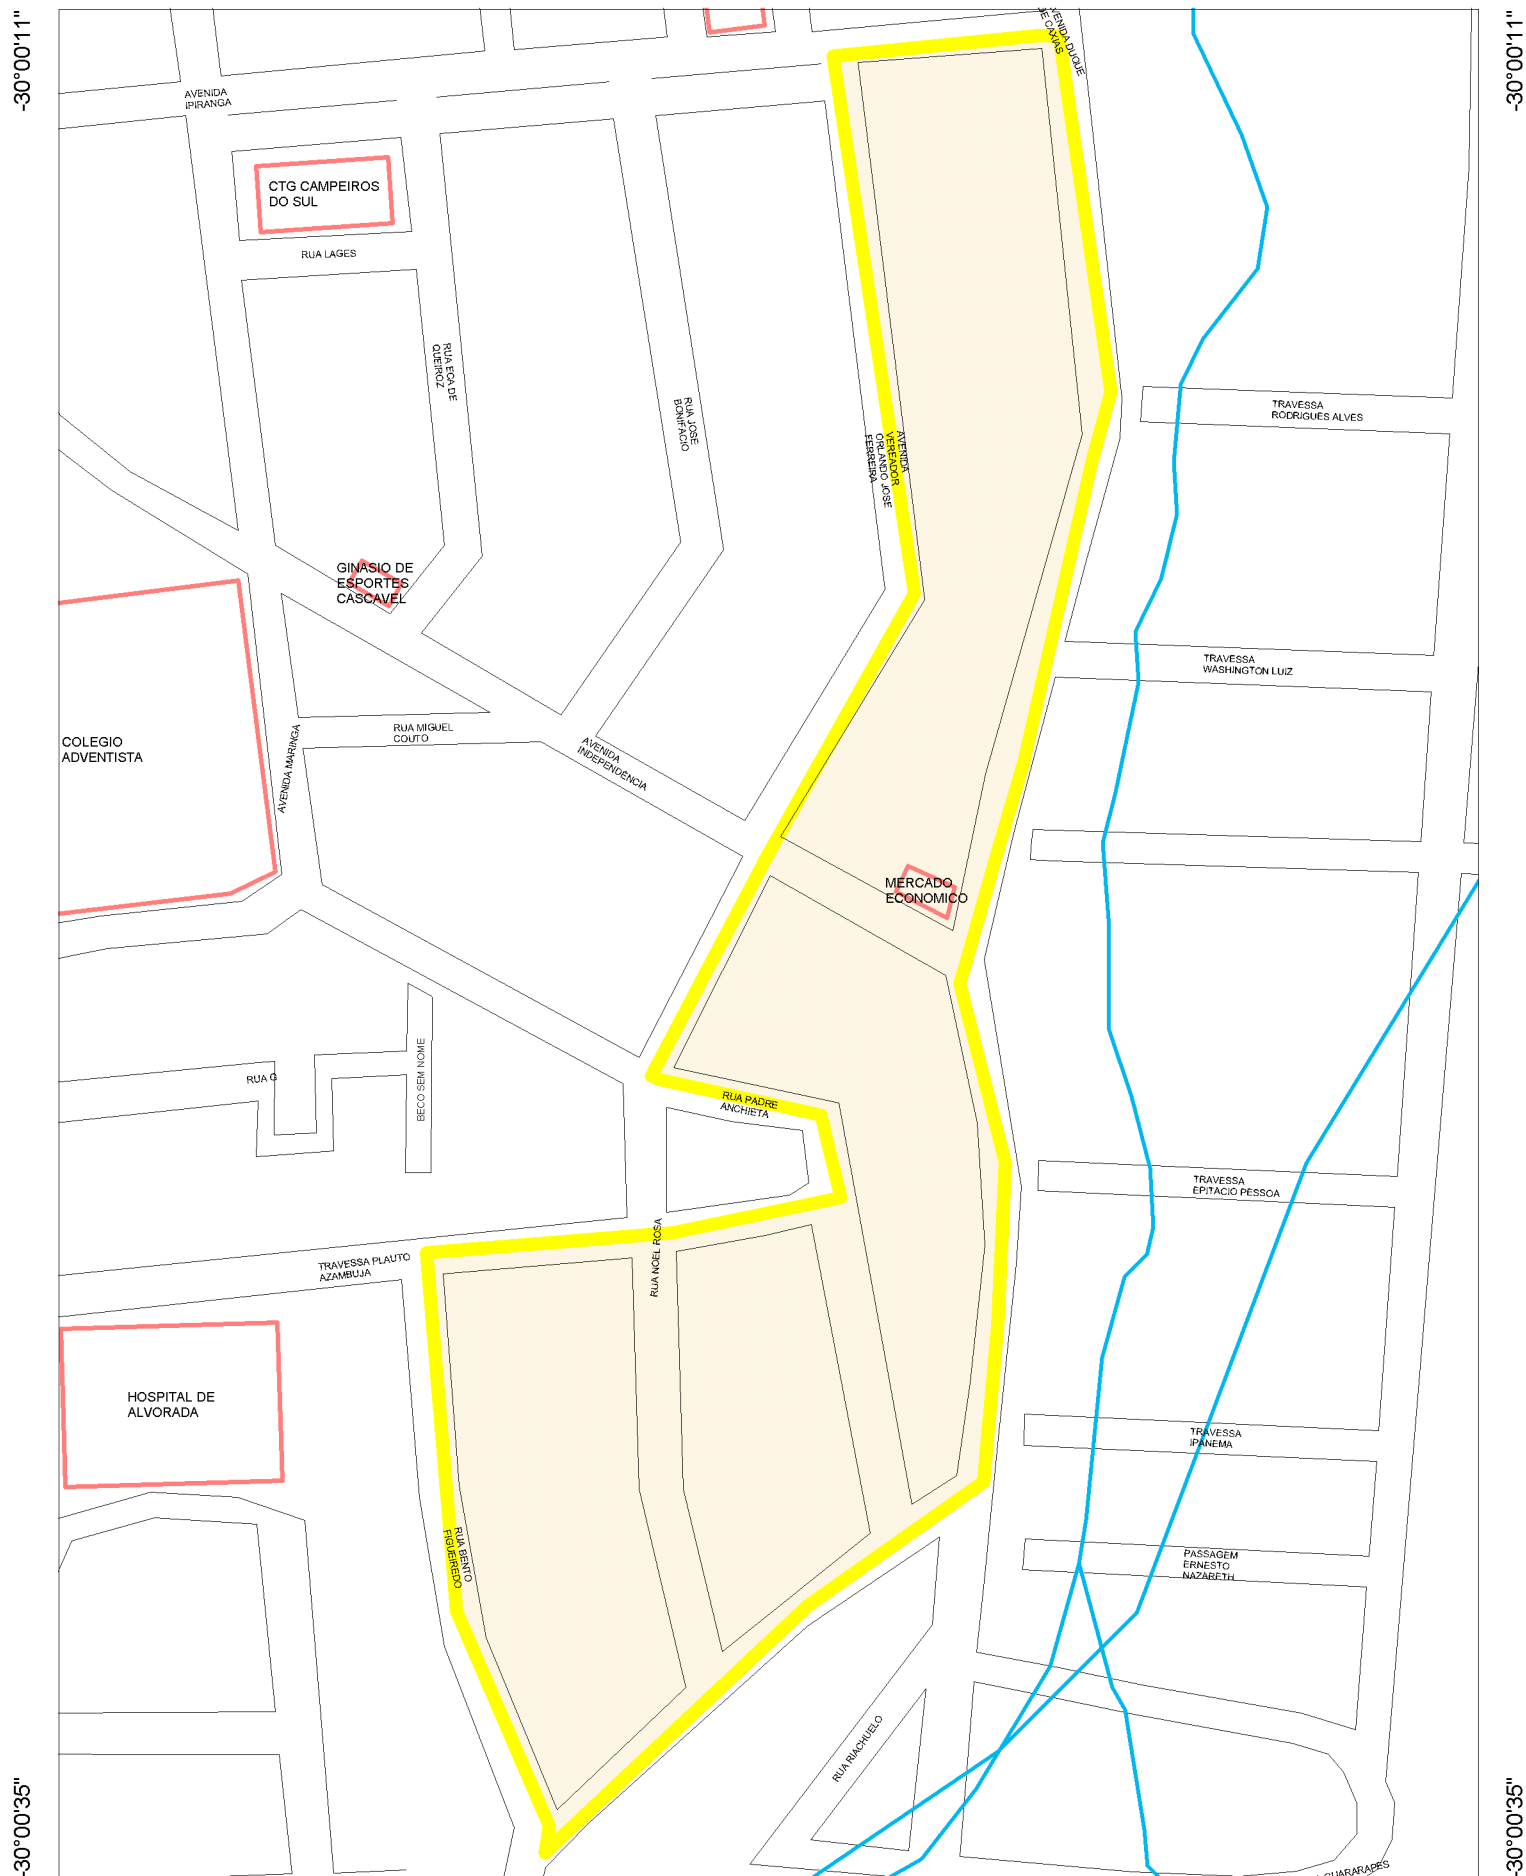 -30°00'11"
-30°00'11"
AVENIDA DUQUE
DE CAXIAS
AVENIDA
IPIRANGA
CTG CAMPEIROS
DO SUL
RUA LAGES
RUA ECA DE
QUEIROZ
RUA JOSE
BONIFACIO
AVENIDA
VEREADOR
ORLANDO JOSE
FERREIRA
TRAVESSA
RODRIGUES ALVES
GINASIO DE
ESPORTES
CASCAVEL
TRAVESSA
WASHINGTON LUIZ
COLEGIO
ADVENTISTA
AVENIDA MARINGA
RUA MIGUEL
COUTO
AVENIDA
INDEPENDÊNCIA
MERCADO
ECONOMICO
RUA G
BECO SEM NOME
RUA PADRE
ANCHIETA
TRAVESSA
EPITACIO PESSOA
TRAVESSA PLAUTO
AZAMBUJA
RUA NOEL ROSA
HOSPITAL DE
ALVORADA
TRAVESSA
IPANEMA
RUA BENTO
FIGUEIREDO
PASSAGEM
ERNESTO
NAZARETH
RUA RIACHUELO
GUARARAPES
-30°00'35"
-30°00'35"